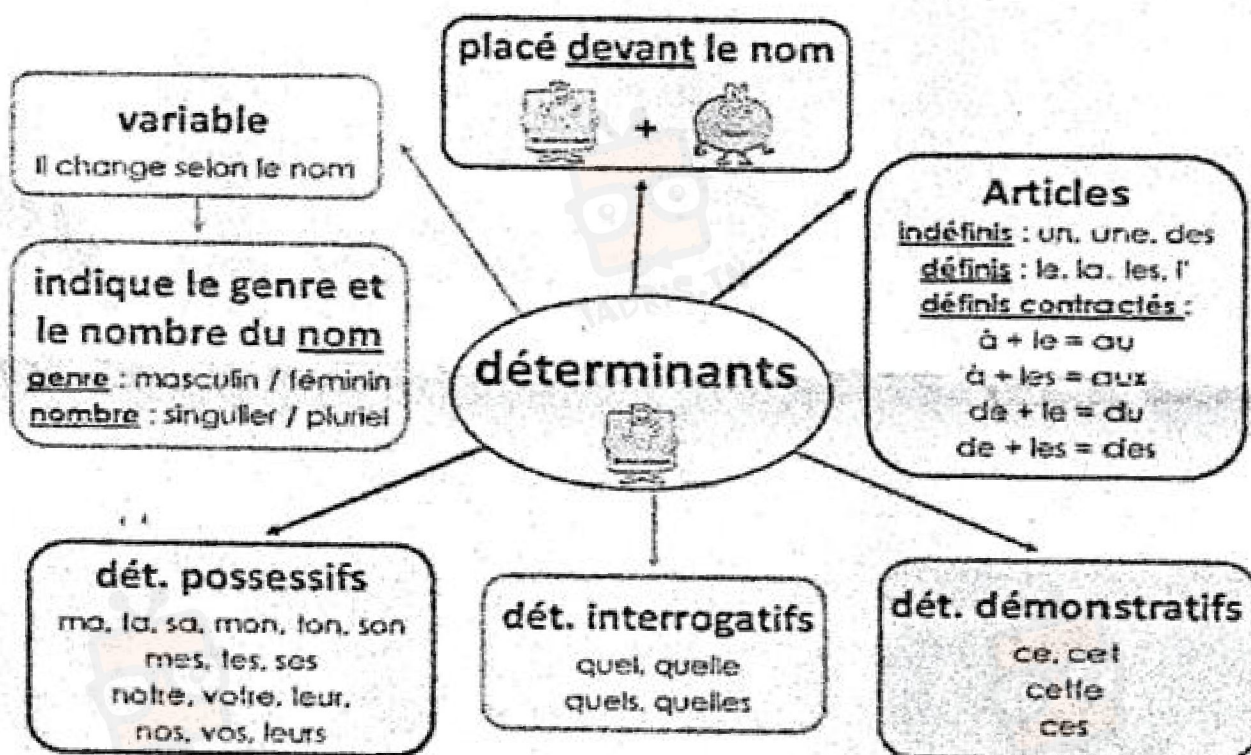 placé devant le nom
+
variable
Il change selon le nom
indique le genre et
le nombre du nom
genre : masculin / féminin
nombre : singulier / pluriel
Articles
indéfinis : un, une, des
définis : le, la, les, l'
définis contractés :
à + le = au
à + les = aux
de + le = du
de + les = des
déterminants
dét. possessifs
ma, ta, sa, mon, ton, son
mes, tes, ses
notre, votre, leur,
nos, vos, leurs
dét. interrogatifs
quel, quelle
quels, quelles
dét. démonstratifs
ce, cet
cette
ces
TADRIS.TN